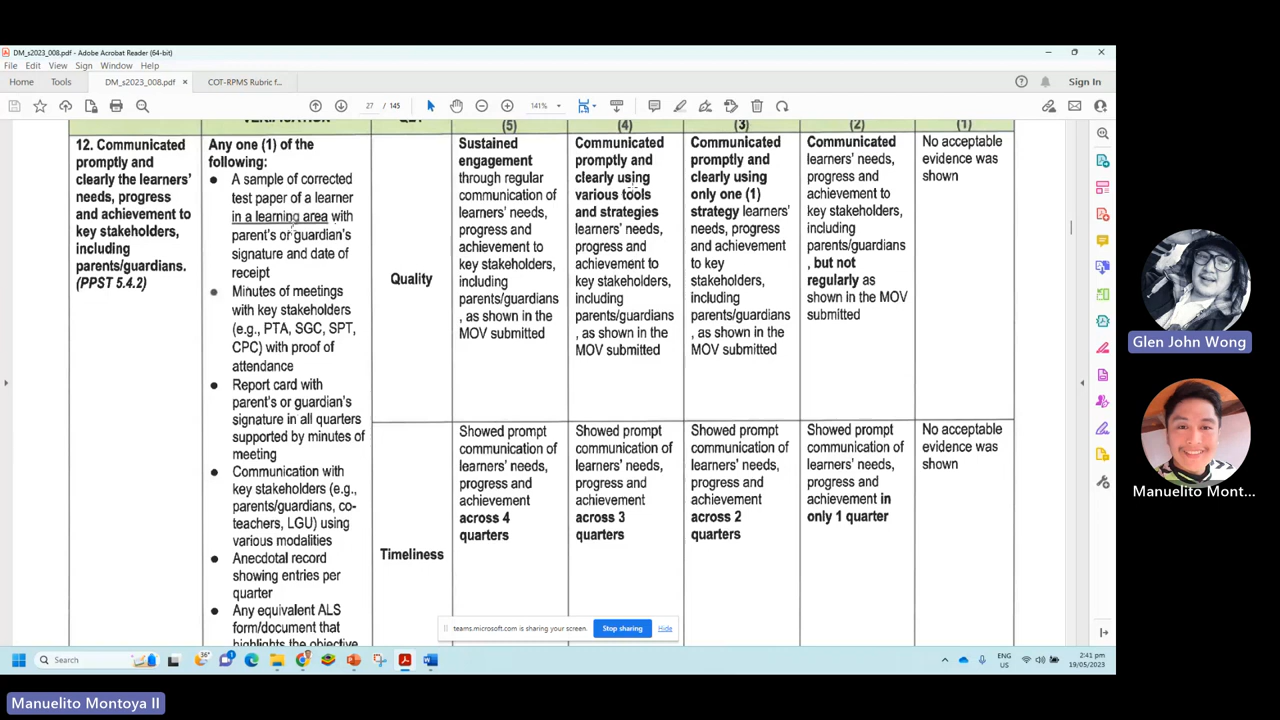 DM_s2023_008.pdf - Adobe Acrobat Reader (64-bit)
File Edit View Sign Window Help
Home Tools DM_s2023_008.pdf × COT-RPMS Rubric f...
Sign In
27 / 145
141%
VERIFICATION
QET
(5)
(4)
(3)
(2)
(1)
12. Communicated
promptly and
clearly the learners'
needs, progress
and achievement to
key stakeholders,
including
parents/guardians.
(PPST 5.4.2)
Any one (1) of the
following:
● A sample of corrected
test paper of a learner
in a learning area with
parent's or guardian's
signature and date of
receipt
● Minutes of meetings
with key stakeholders
(e.g., PTA, SGC, SPT,
CPC) with proof of
attendance
● Report card with
parent's or guardian's
signature in all quarters
supported by minutes of
meeting
● Communication with
key stakeholders (e.g.,
parents/guardians, co-
teachers, LGU) using
various modalities
● Anecdotal record
showing entries per
quarter
● Any equivalent ALS
form/document that
highlights the objective
Quality
Sustained
engagement
through regular
communication of
learners' needs,
progress and
achievement to
key stakeholders,
including
parents/guardians
, as shown in the
MOV submitted
Communicated
promptly and
clearly using
various tools
and strategies
learners' needs,
progress and
achievement to
key stakeholders,
including
parents/guardians
, as shown in the
MOV submitted
Communicated
promptly and
clearly using
only one (1)
strategy learners'
needs, progress
and achievement
to key
stakeholders,
including
parents/guardians
, as shown in the
MOV submitted
Communicated
learners' needs,
progress and
achievement to
key stakeholders,
including
parents/guardians
, but not
regularly as
shown in the MOV
submitted
No acceptable
evidence was
shown
Timeliness
Showed prompt
communication of
learners' needs,
progress and
achievement
across 4
quarters
Showed prompt
communication of
learners' needs,
progress and
achievement
across 3
quarters
Showed prompt
communication of
learners' needs,
progress and
achievement
across 2
quarters
Showed prompt
communication of
learners' needs,
progress and
achievement in
only 1 quarter
No acceptable
evidence was
shown
teams.microsoft.com is sharing your screen. Stop sharing Hide
Search
36°
ENG
US
2:41 pm
19/05/2023
Glen John Wong
Manuelito Mont...
Manuelito Montoya II